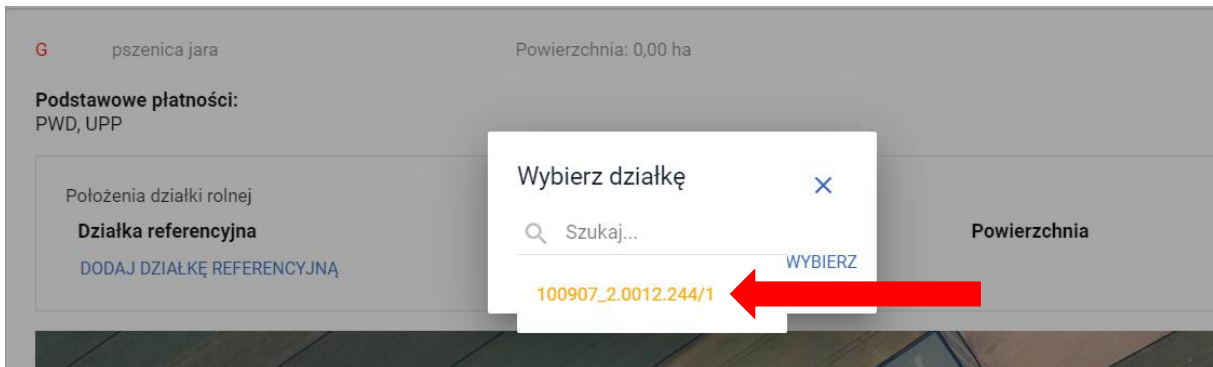 G pszenica jara Powierzchnia: 0,00 ha
Podstawowe płatności:
PWD, UPP
Wybierz działkę
Położenia działki rolnej
Działka referencyjna
Szukaj...
Powierzchnia
DODAJ DZIAŁKĘ REFERENCYJNĄ
WYBIERZ
100907_2.0012.244/1